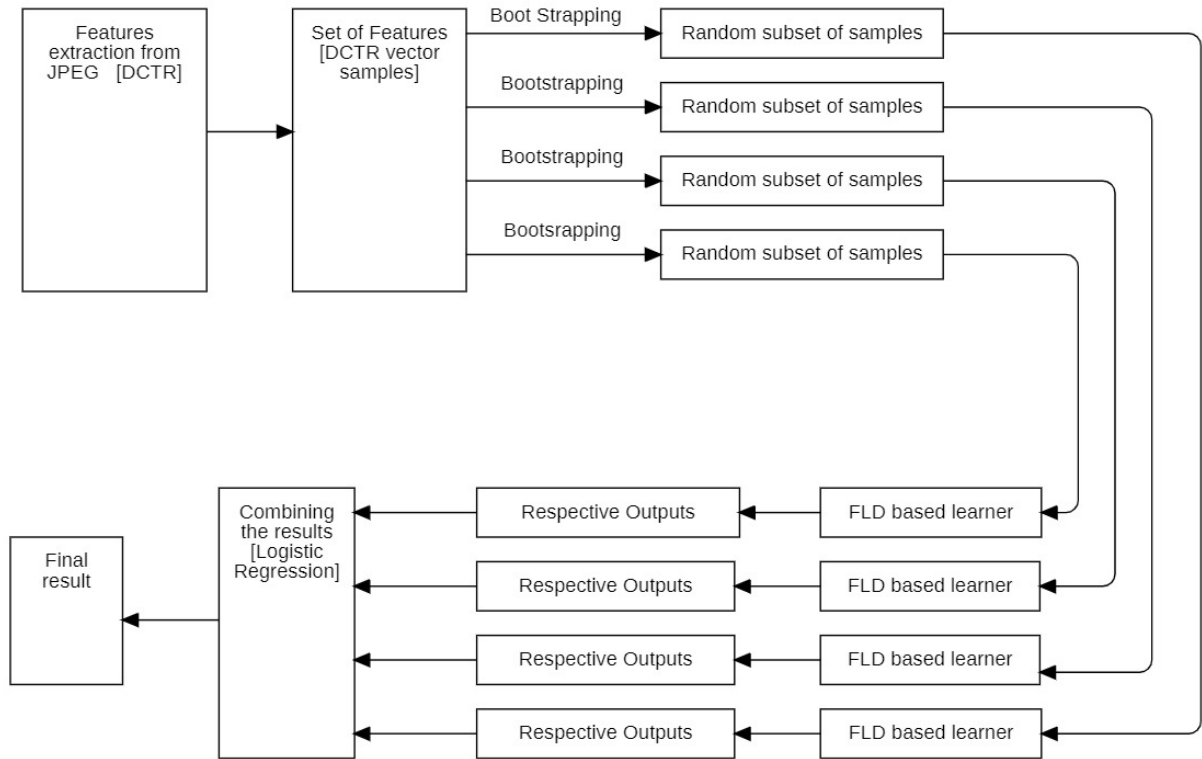 Features
extraction from
JPEG [DCTR]
Set of Features
[DCTR vector
samples]
Boot Strapping
Random subset of samples
Bootstrapping
Random subset of samples
Bootstrapping
Random subset of samples
Bootsrapping
Random subset of samples
Final
result
Combining
the results
[Logistic
Regression]
Respective Outputs
FLD based learner
Respective Outputs
FLD based learner
Respective Outputs
FLD based learner
Respective Outputs
FLD based learner